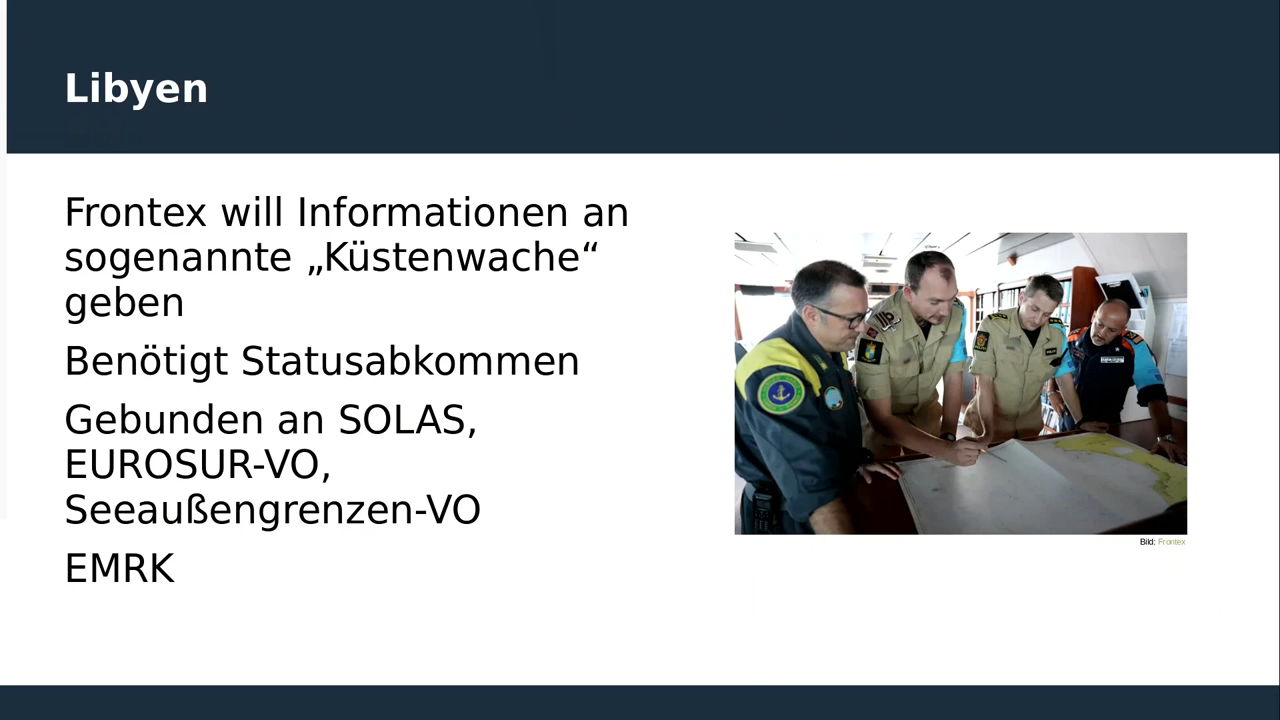 Libyen
Frontex will Informationen an
sogenannte „Küstenwache“
geben
Benötigt Statusabkommen
Gebunden an SOLAS,
EUROSUR-VO,
Seeaußengrenzen-VO
EMRK
Bild: Frontex